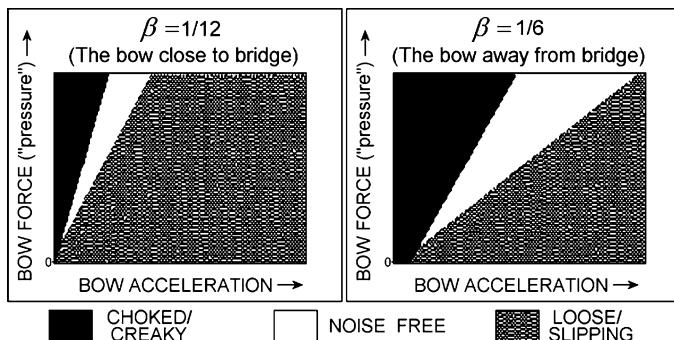 β = 1/12
(The bow close to bridge)
BOW FORCE ("pressure") →
0
BOW ACCELERATION →
β = 1/6
(The bow away from bridge)
BOW FORCE ("pressure") →
0
BOW ACCELERATION →
CHOKED/
CREAKY
NOISE FREE
LOOSE/
SLIPPING